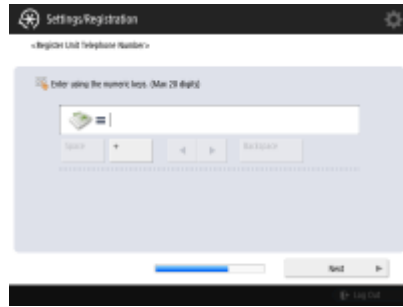 Settings/Registration
<Register Unit Telephone Number>
Enter using the numeric keys. (Max 20 digits)
=
Space + Backspace
Next
Log Out